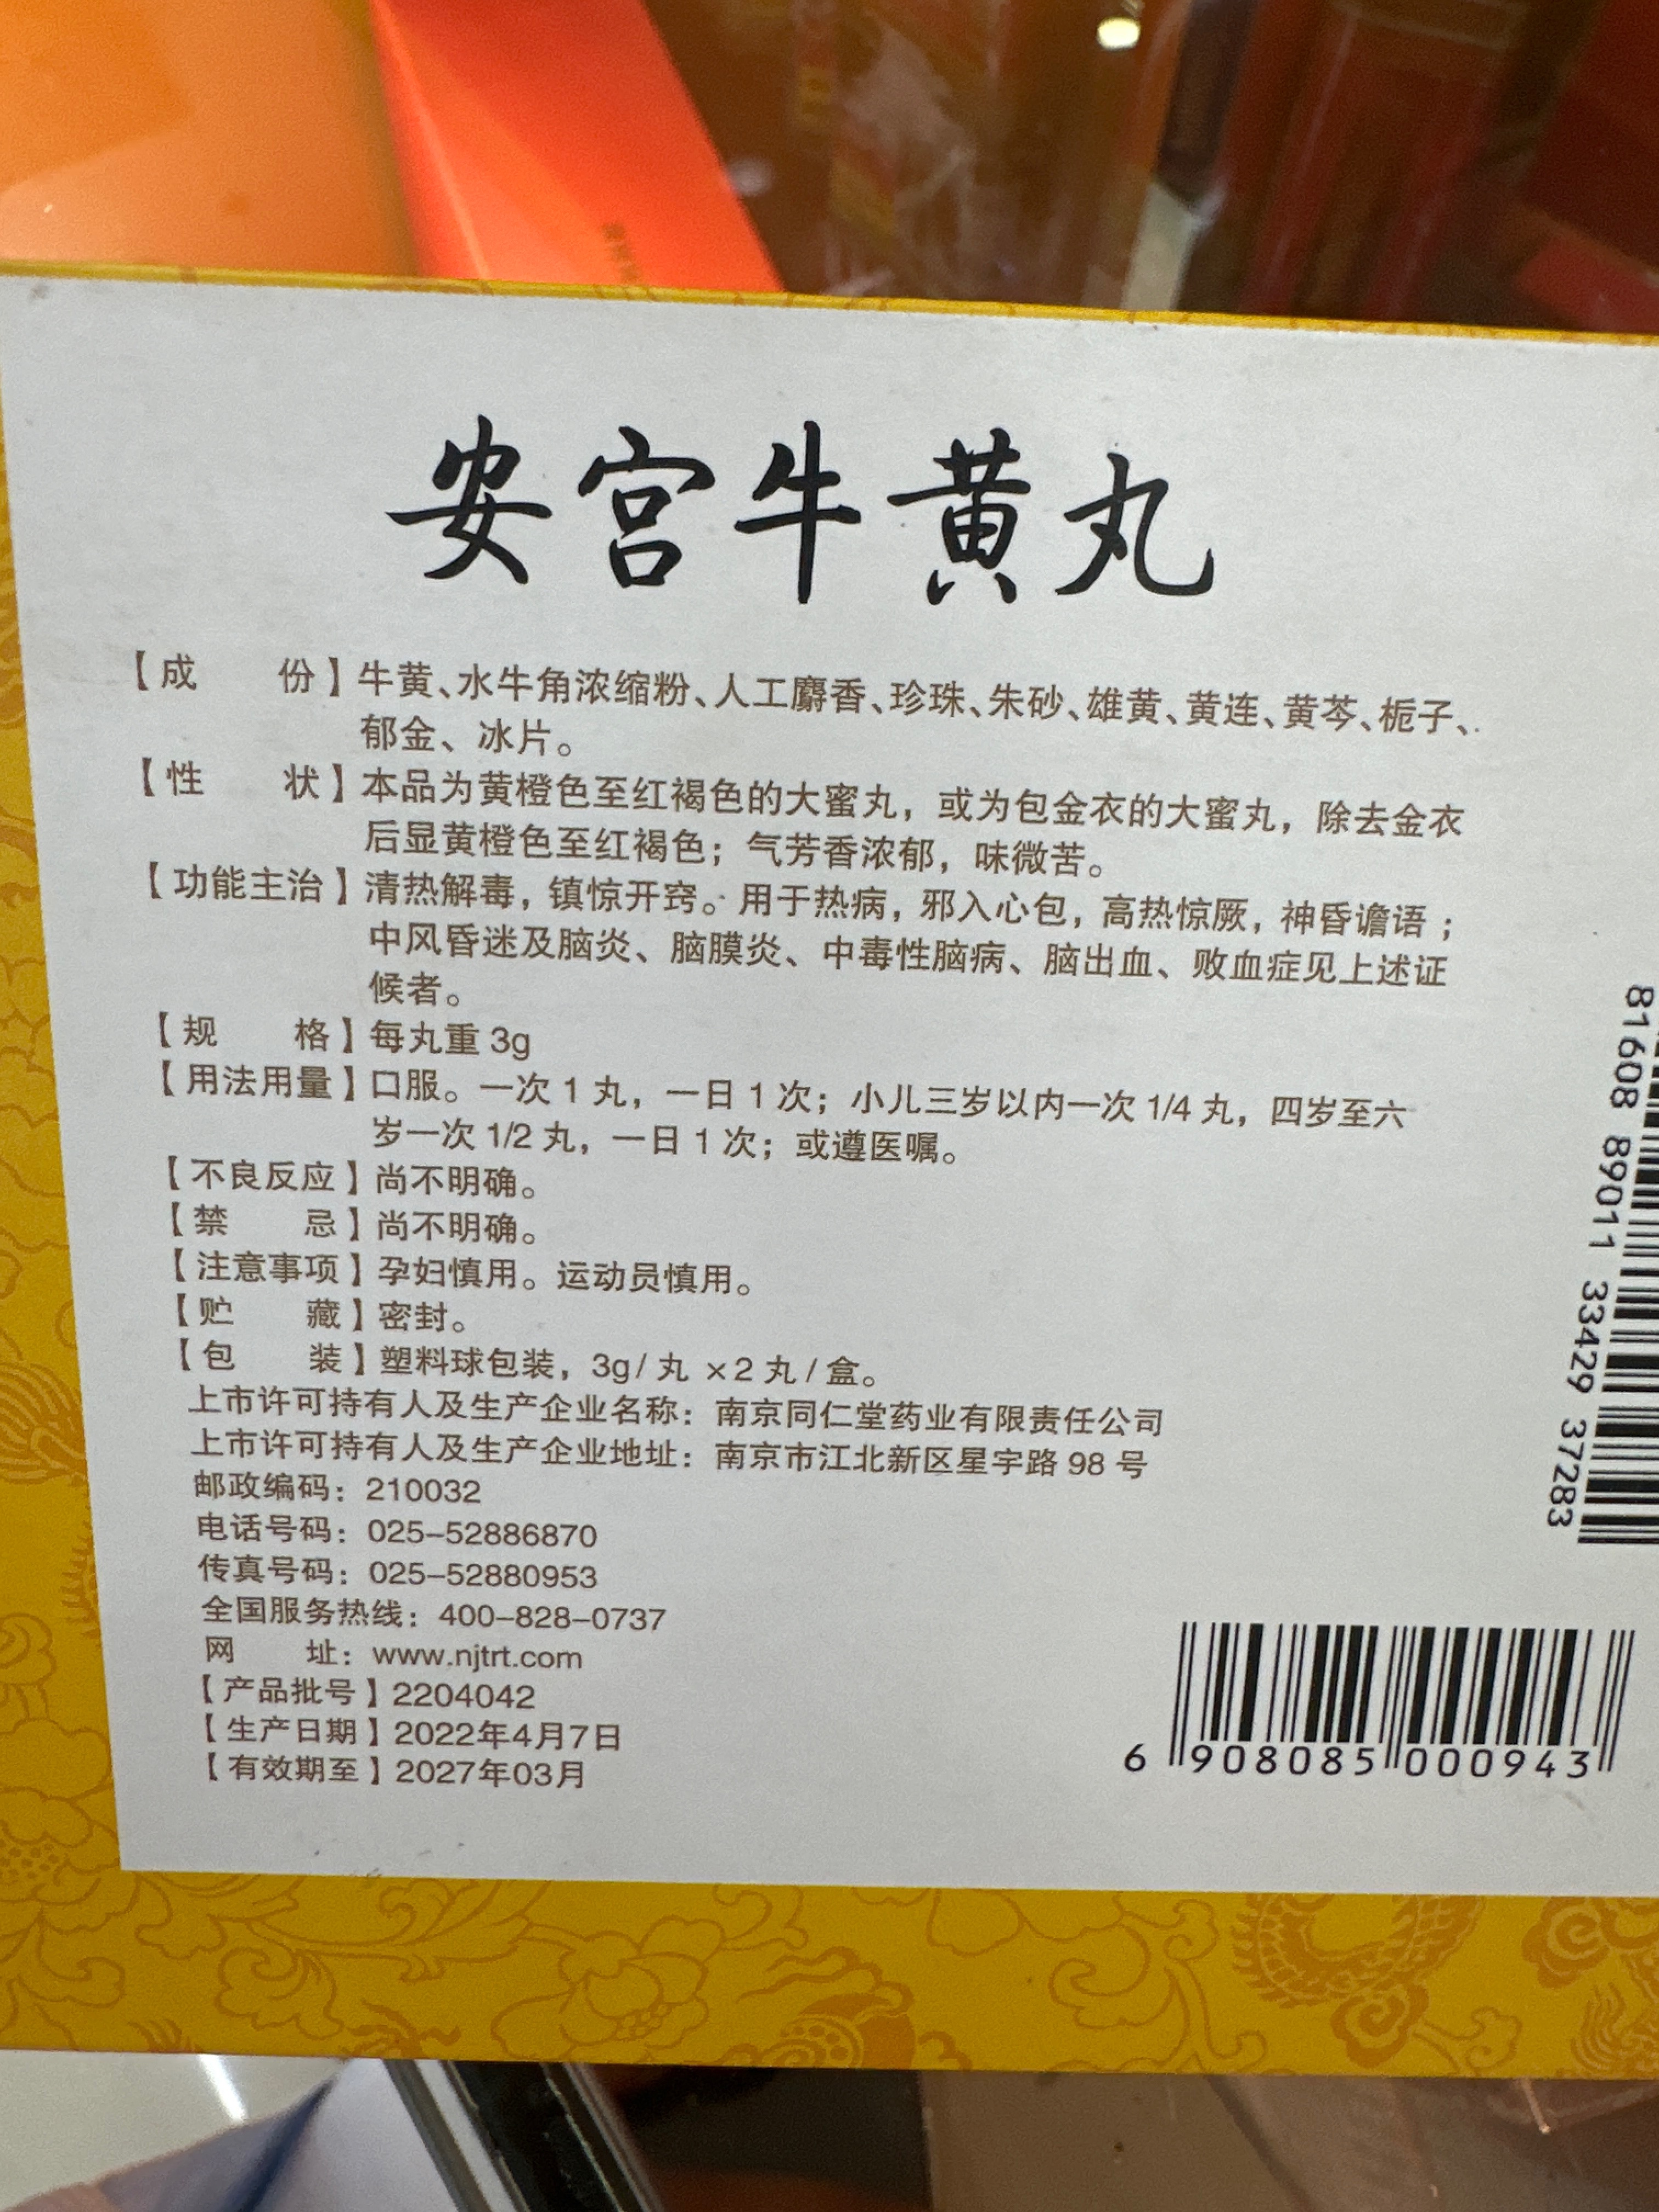 安宫牛黄丸
【成　　份】牛黄、水牛角浓缩粉、人工麝香、珍珠、朱砂、雄黄、黄连、黄芩、栀子、
郁金、冰片。
【性　　状】本品为黄橙色至红褐色的大蜜丸，或为包金衣的大蜜丸，除去金衣
后显黄橙色至红褐色；气芳香浓郁，味微苦。
【功能主治】清热解毒，镇惊开窍。用于热病，邪入心包，高热惊厥，神昏谵语；
中风昏迷及脑炎、脑膜炎、中毒性脑病、脑出血、败血症见上述证
候者。
【规　　格】每丸重 3g
【用法用量】口服。一次 1 丸，一日 1 次；小儿三岁以内一次 1/4 丸，四岁至六
岁一次 1/2 丸，一日 1 次；或遵医嘱。
【不良反应】尚不明确。
【禁　　忌】尚不明确。
【注意事项】孕妇慎用。运动员慎用。
【贮　　藏】密封。
【包　　装】塑料球包装，3g/ 丸 ×2 丸 / 盒。
上市许可持有人及生产企业名称：南京同仁堂药业有限责任公司
上市许可持有人及生产企业地址：南京市江北新区星宇路 98 号
邮政编码：210032
电话号码：025-52886870
传真号码：025-52880953
全国服务热线：400-828-0737
网　　址：www.njtrt.com
【产品批号】2204042
【生产日期】2022年4月7日
【有效期至】2027年03月
6 908085 000943
81608 89011 33429 37283